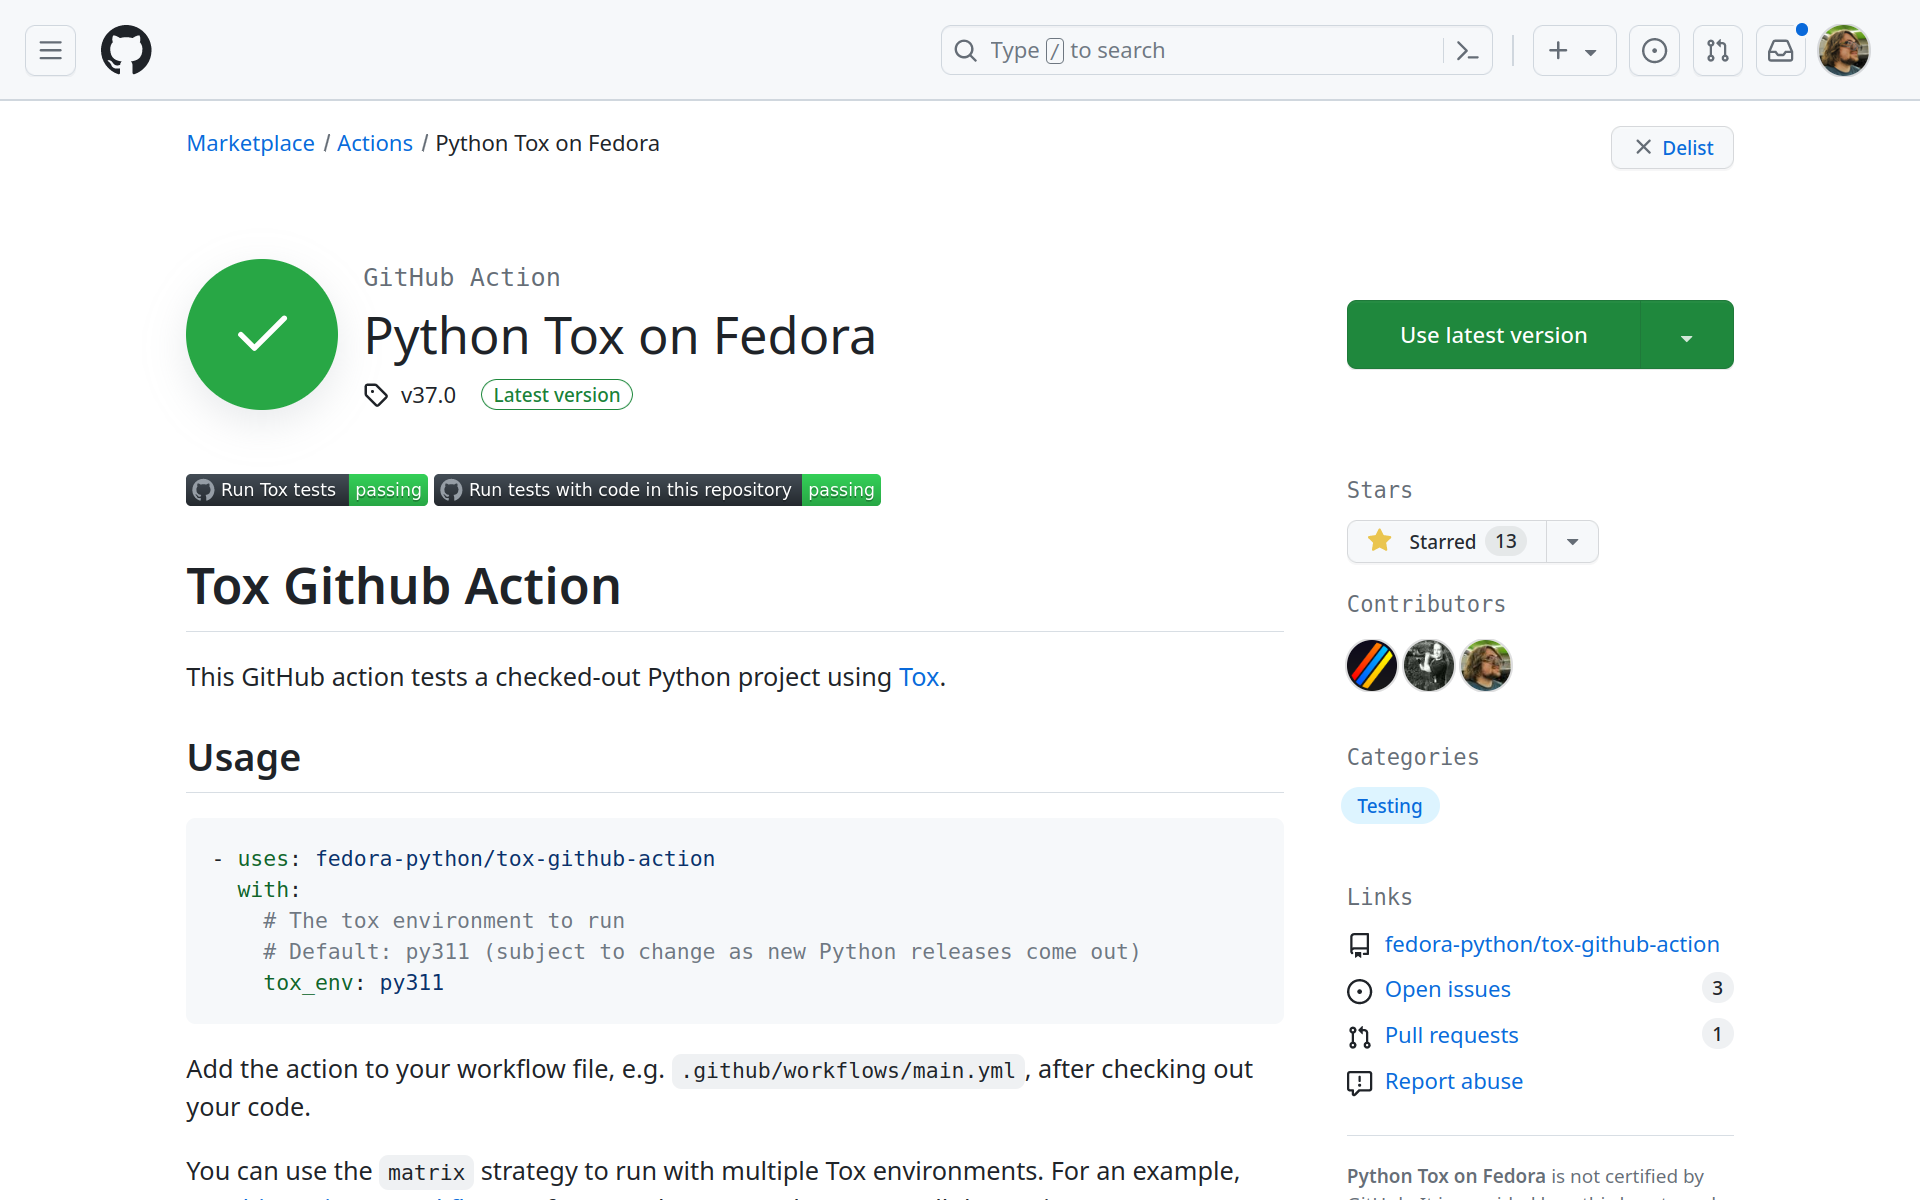 Type / to search
Marketplace / Actions / Python Tox on Fedora
Delist
GitHub Action
Python Tox on Fedora
v37.0 Latest version
Use latest version
Run Tox tests passing Run tests with code in this repository passing
Tox Github Action
This GitHub action tests a checked-out Python project using Tox.
Usage
- uses: fedora-python/tox-github-action
with:
# The tox environment to run
# Default: py311 (subject to change as new Python releases come out)
tox_env: py311
Add the action to your workflow file, e.g. .github/workflows/main.yml, after checking out
your code.
You can use the matrix strategy to run with multiple Tox environments. For an example,
Stars
Starred 13
Contributors
Categories
Testing
Links
fedora-python/tox-github-action
Open issues 3
Pull requests 1
Report abuse
Python Tox on Fedora is not certified by